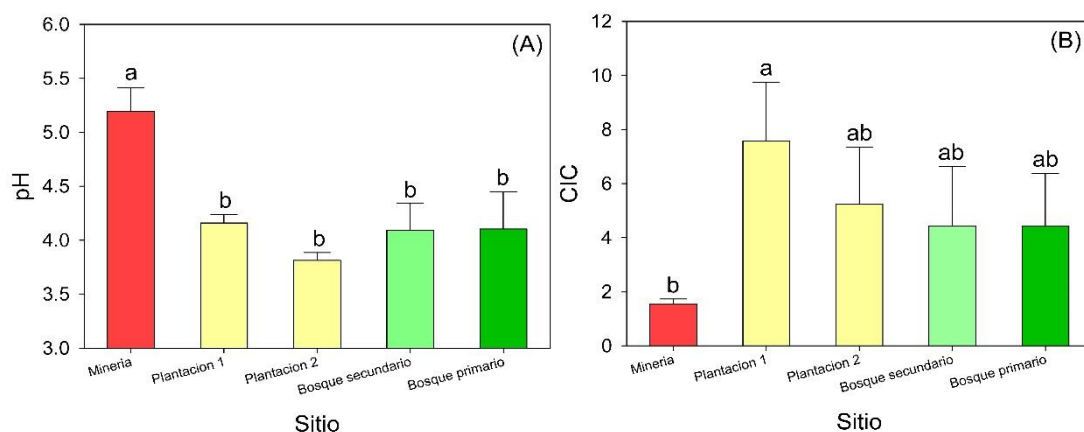 (A)
6.0
5.5
5.0
4.5
4.0
3.5
3.0
pH
a
b
b
b
b
Mineria
Plantacion 1
Plantacion 2
Bosque secundario
Bosque primario
Sitio
(B)
12
10
8
6
4
2
0
CIC
b
a
ab
ab
ab
Mineria
Plantacion 1
Plantacion 2
Bosque secundario
Bosque primario
Sitio